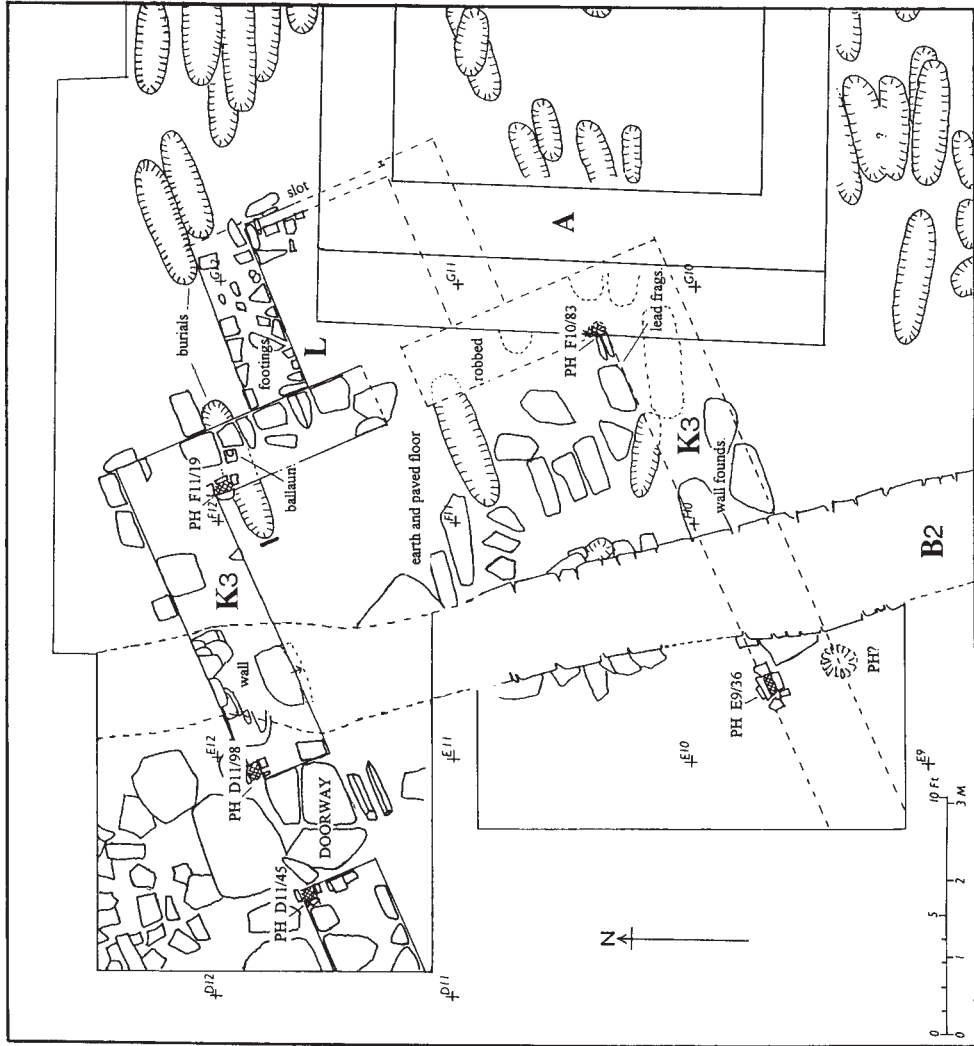 burials
slot
G12
footings
L
PH F11/19
F12
ballaun
K3
A
G11
G10
robbed
PH F10/83
lead frags.
wall
E12
PH D11/98
DOORWAY
PH D11/45
D12
earth and paved floor
F11
K3
F10
wall founds.
E11
D11
B2
PH E9/36
PH?
E10
E9
N
?
0 5 10 Ft
0 1 2 3 M